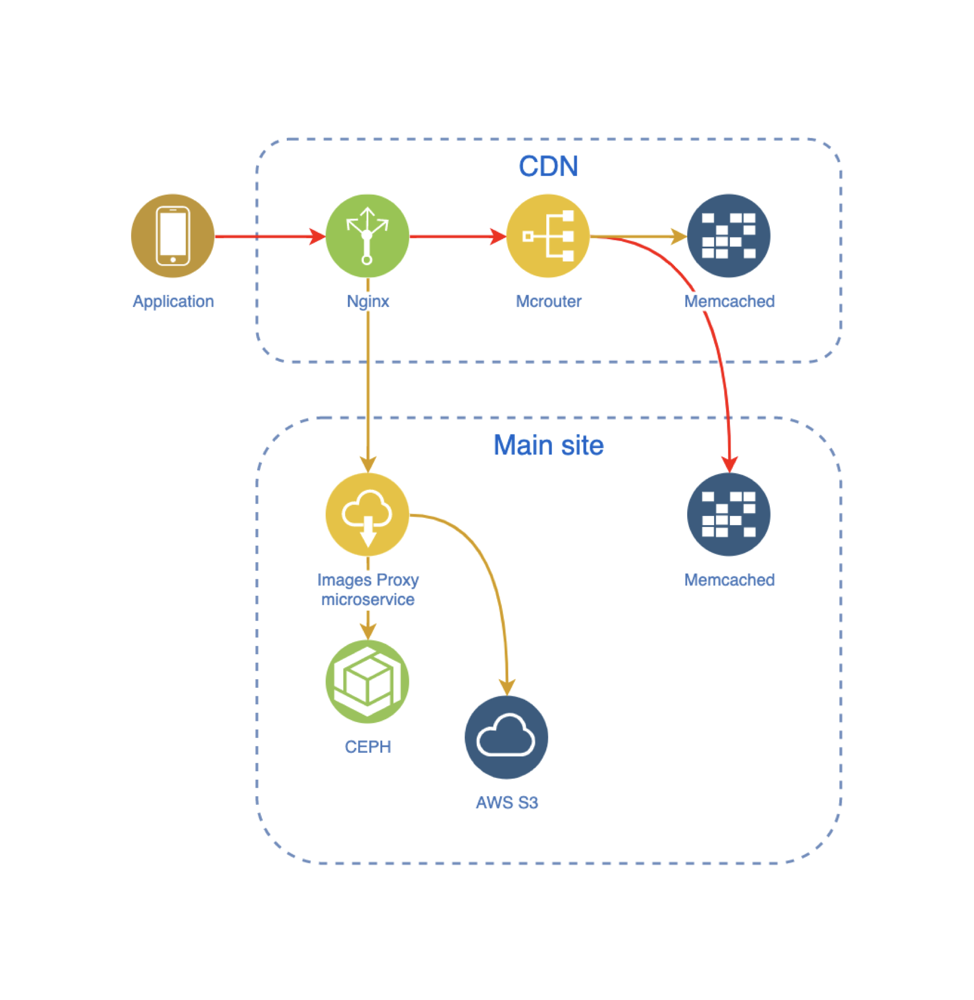 CDN
Application
Nginx
Mcrouter
Memcached
Main site
Images Proxy
microservice
Memcached
CEPH
AWS S3